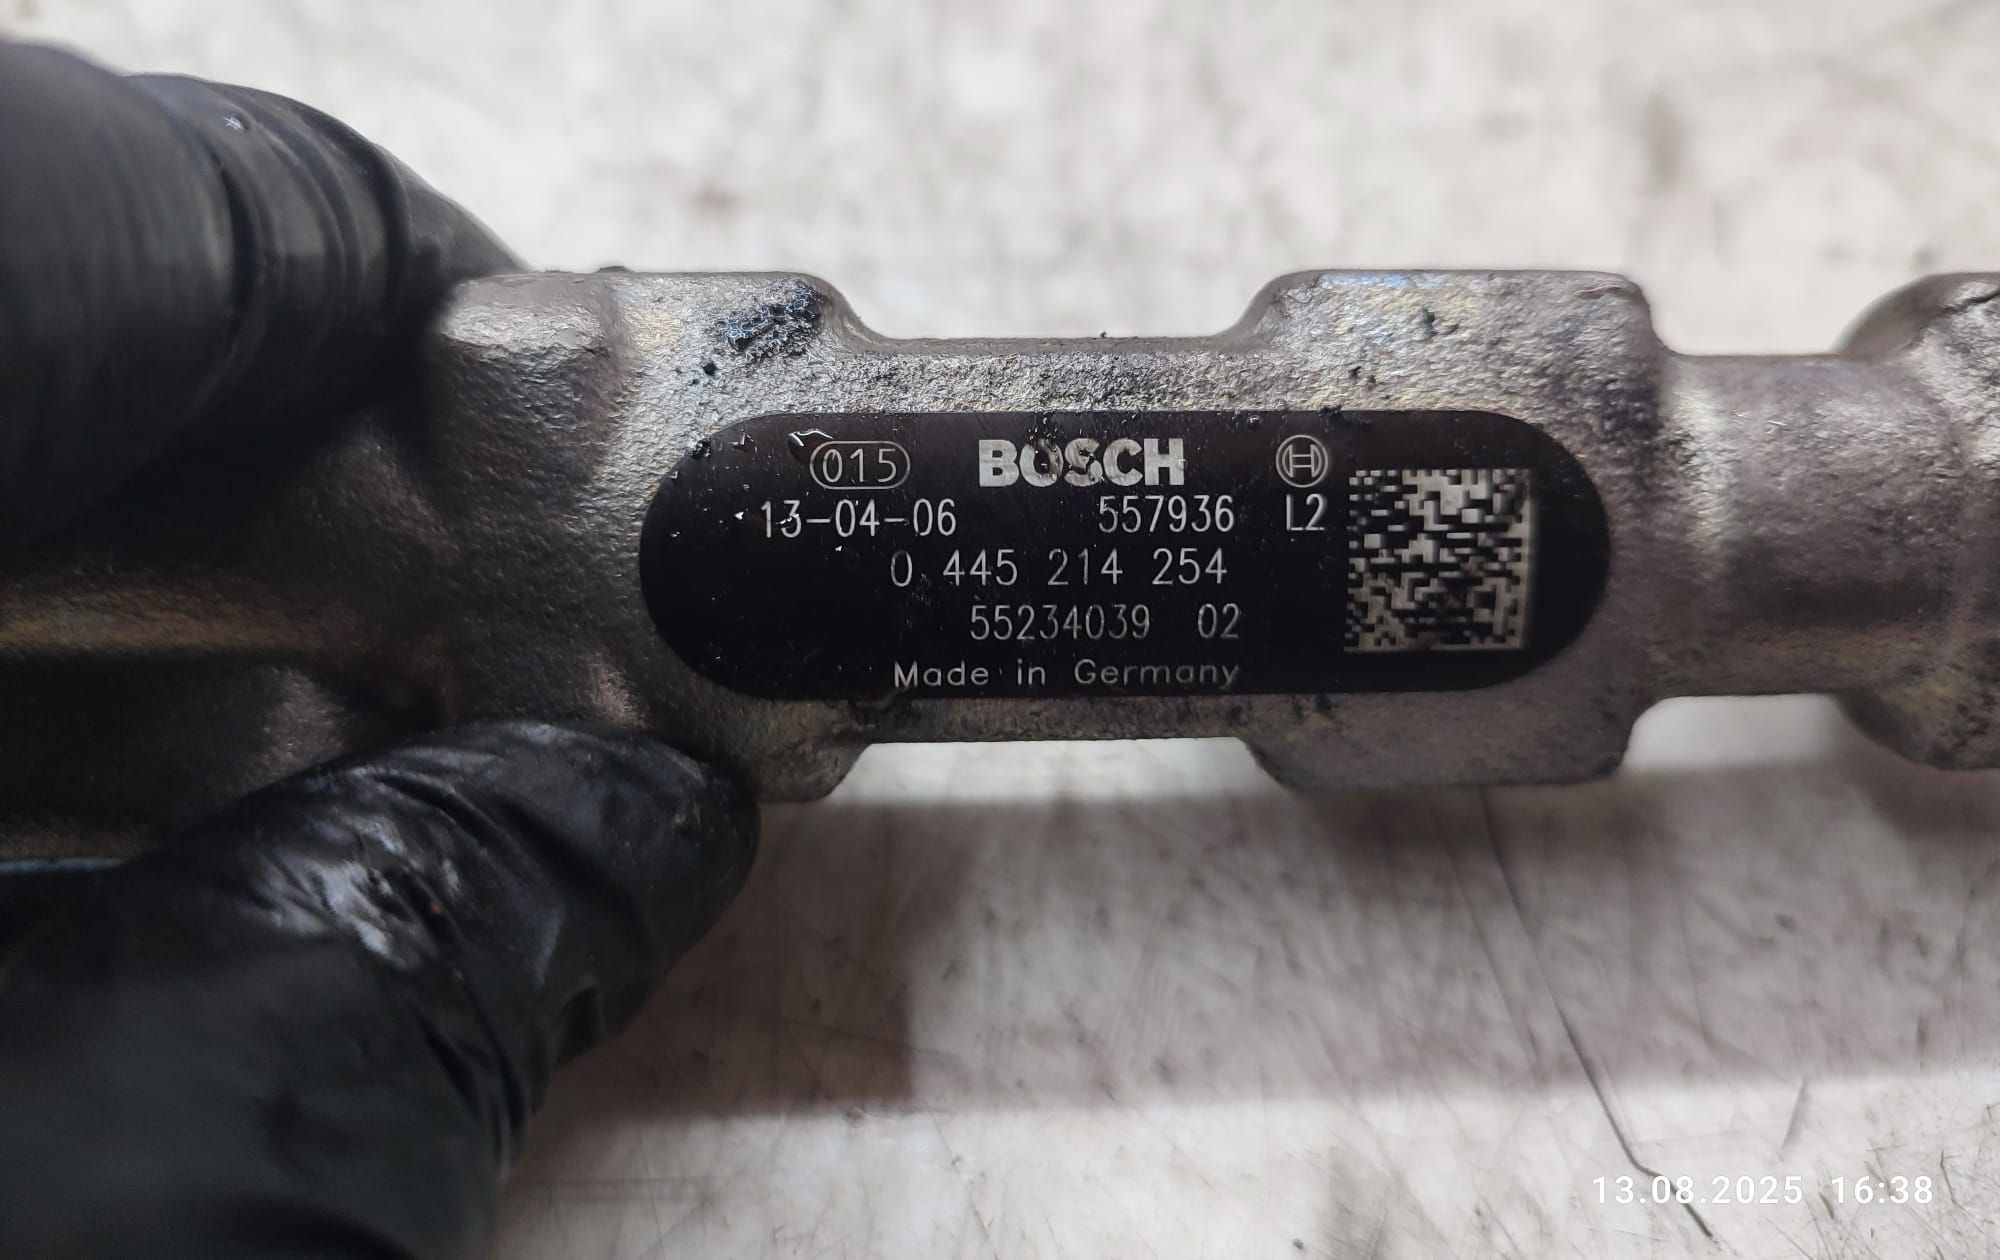 015 BOSCH
13-04-06 557936 L2
0 445 214 254
55234039 02
Made in Germany
13.08.2025 16:38